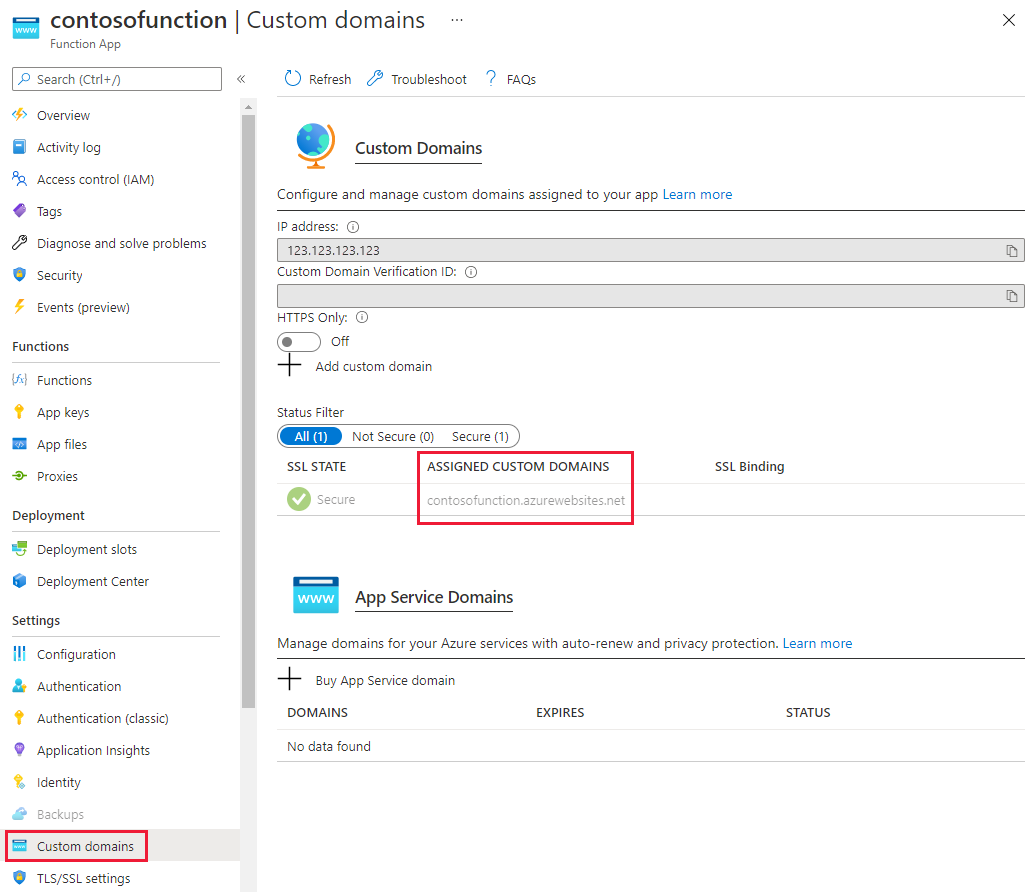 contosofunction | Custom domains ...
Function App
Search (Ctrl+/)
Overview
Activity log
Access control (IAM)
Tags
Diagnose and solve problems
Security
Events (preview)
Functions
Functions
App keys
App files
Proxies
Deployment
Deployment slots
Deployment Center
Settings
Configuration
Authentication
Authentication (classic)
Application Insights
Identity
Backups
Custom domains
TLS/SSL settings
Refresh Troubleshoot ? FAQs
Custom Domains
Configure and manage custom domains assigned to your app Learn more
IP address:
123.123.123.123
Custom Domain Verification ID:
HTTPS Only:
Off
Add custom domain
Status Filter
All (1) Not Secure (0) Secure (1)
SSL STATE ASSIGNED CUSTOM DOMAINS SSL Binding
Secure contosofunction.azurewebsites.net
www App Service Domains
Manage domains for your Azure services with auto-renew and privacy protection. Learn more
Buy App Service domain
DOMAINS EXPIRES STATUS
No data found